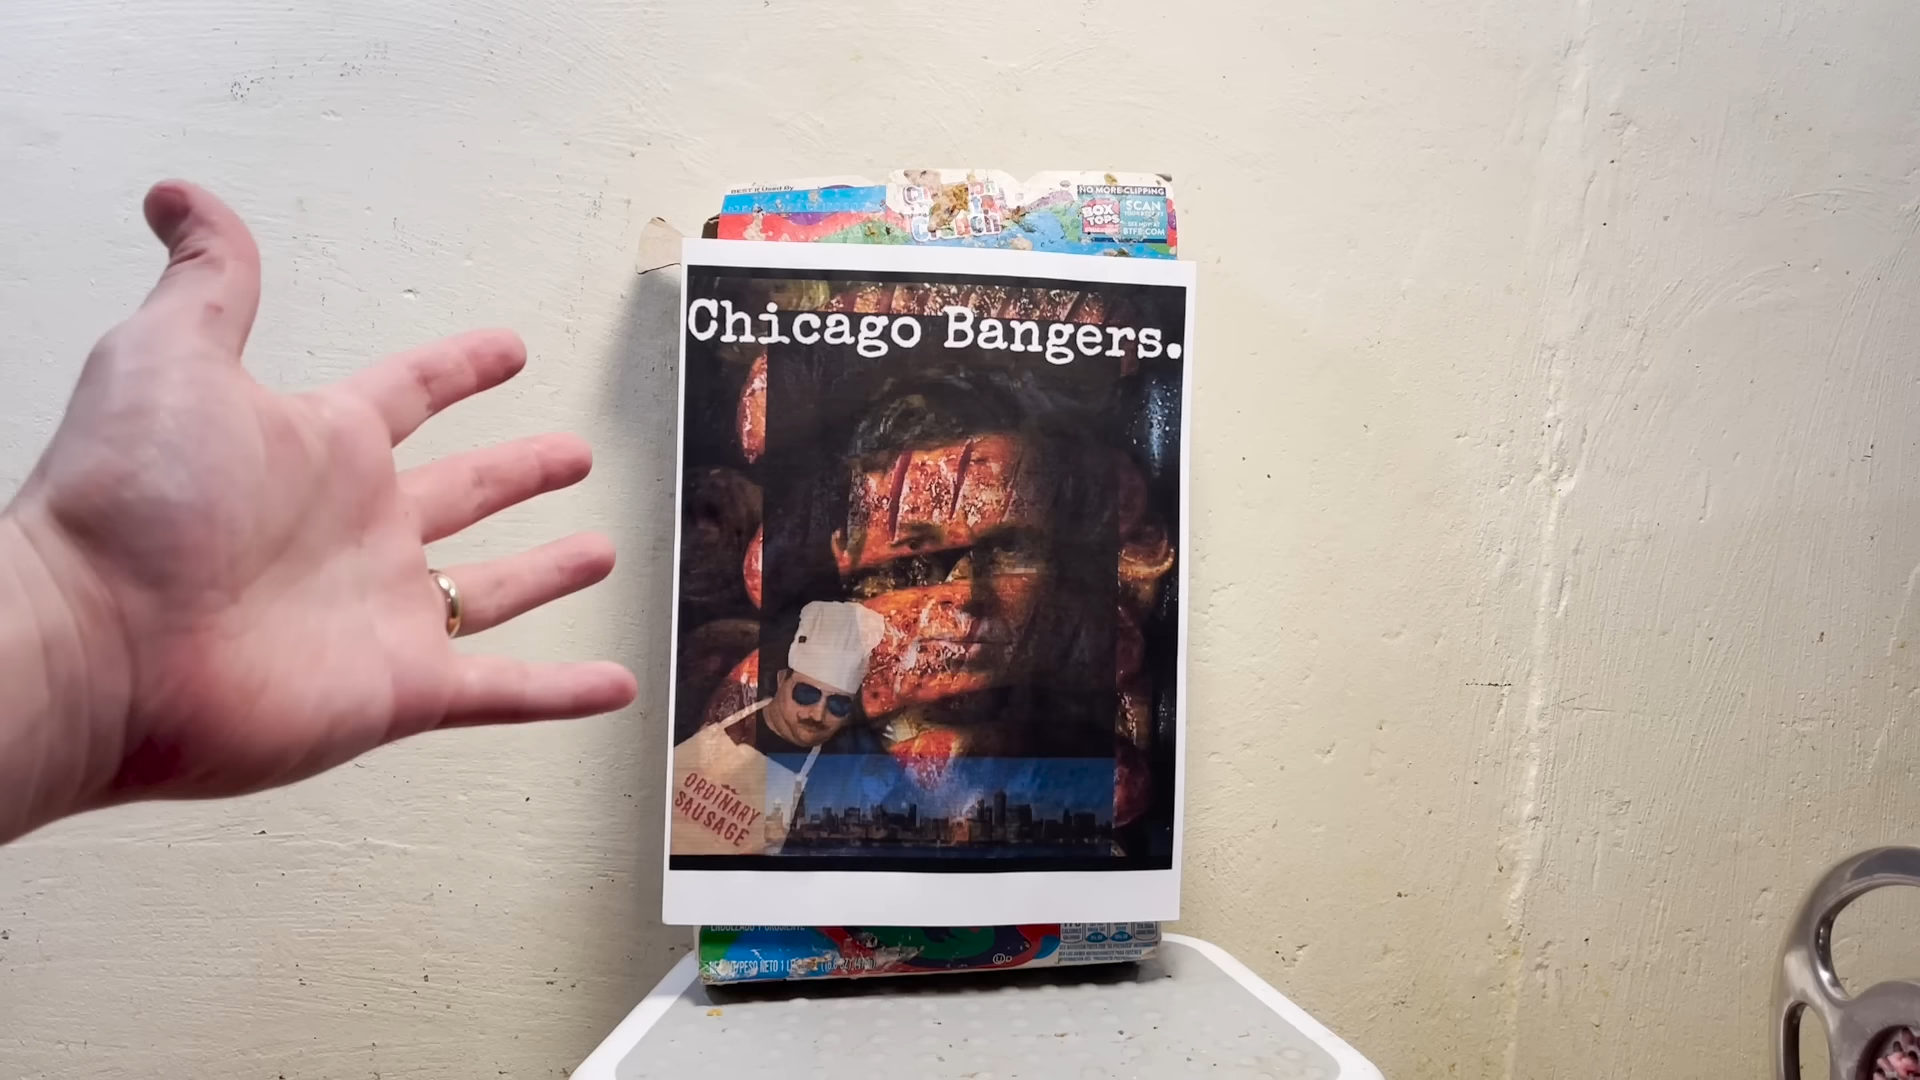 BEST If Used By
NO MORE CLIPPING
BOX
TOPS
SCAN
BTFE.COM
Chicago Bangers.
ORDINARY
SAUSAGE
PESO NETO 1 L